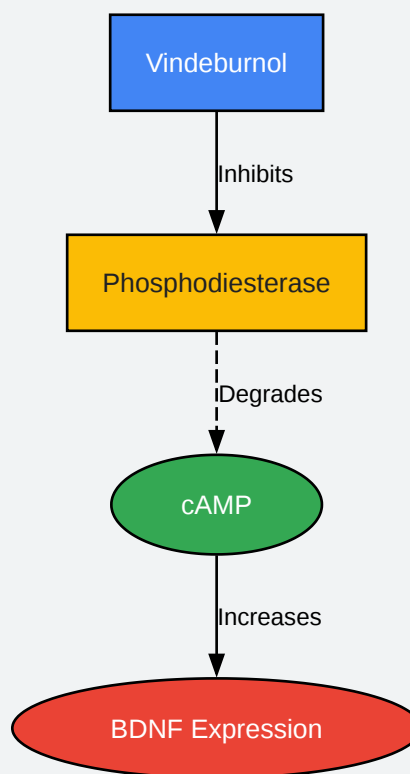 Vindeburnol
Inhibits
Phosphodiesterase
Degrades
cAMP
Increases
BDNF Expression